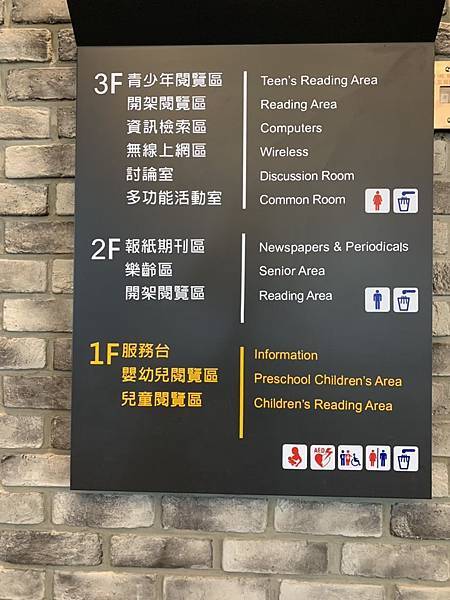 3F 青少年閱覽區 Teen's Reading Area
開架閱覽區 Reading Area
資訊檢索區 Computers
無線上網區 Wireless
討論室 Discussion Room
多功能活動室 Common Room
2F 報紙期刊區 Newspapers & Periodicals
樂齡區 Senior Area
開架閱覽區 Reading Area
1F 服務台 Information
嬰幼兒閱覽區 Preschool Children's Area
兒童閱覽區 Children's Reading Area
AED